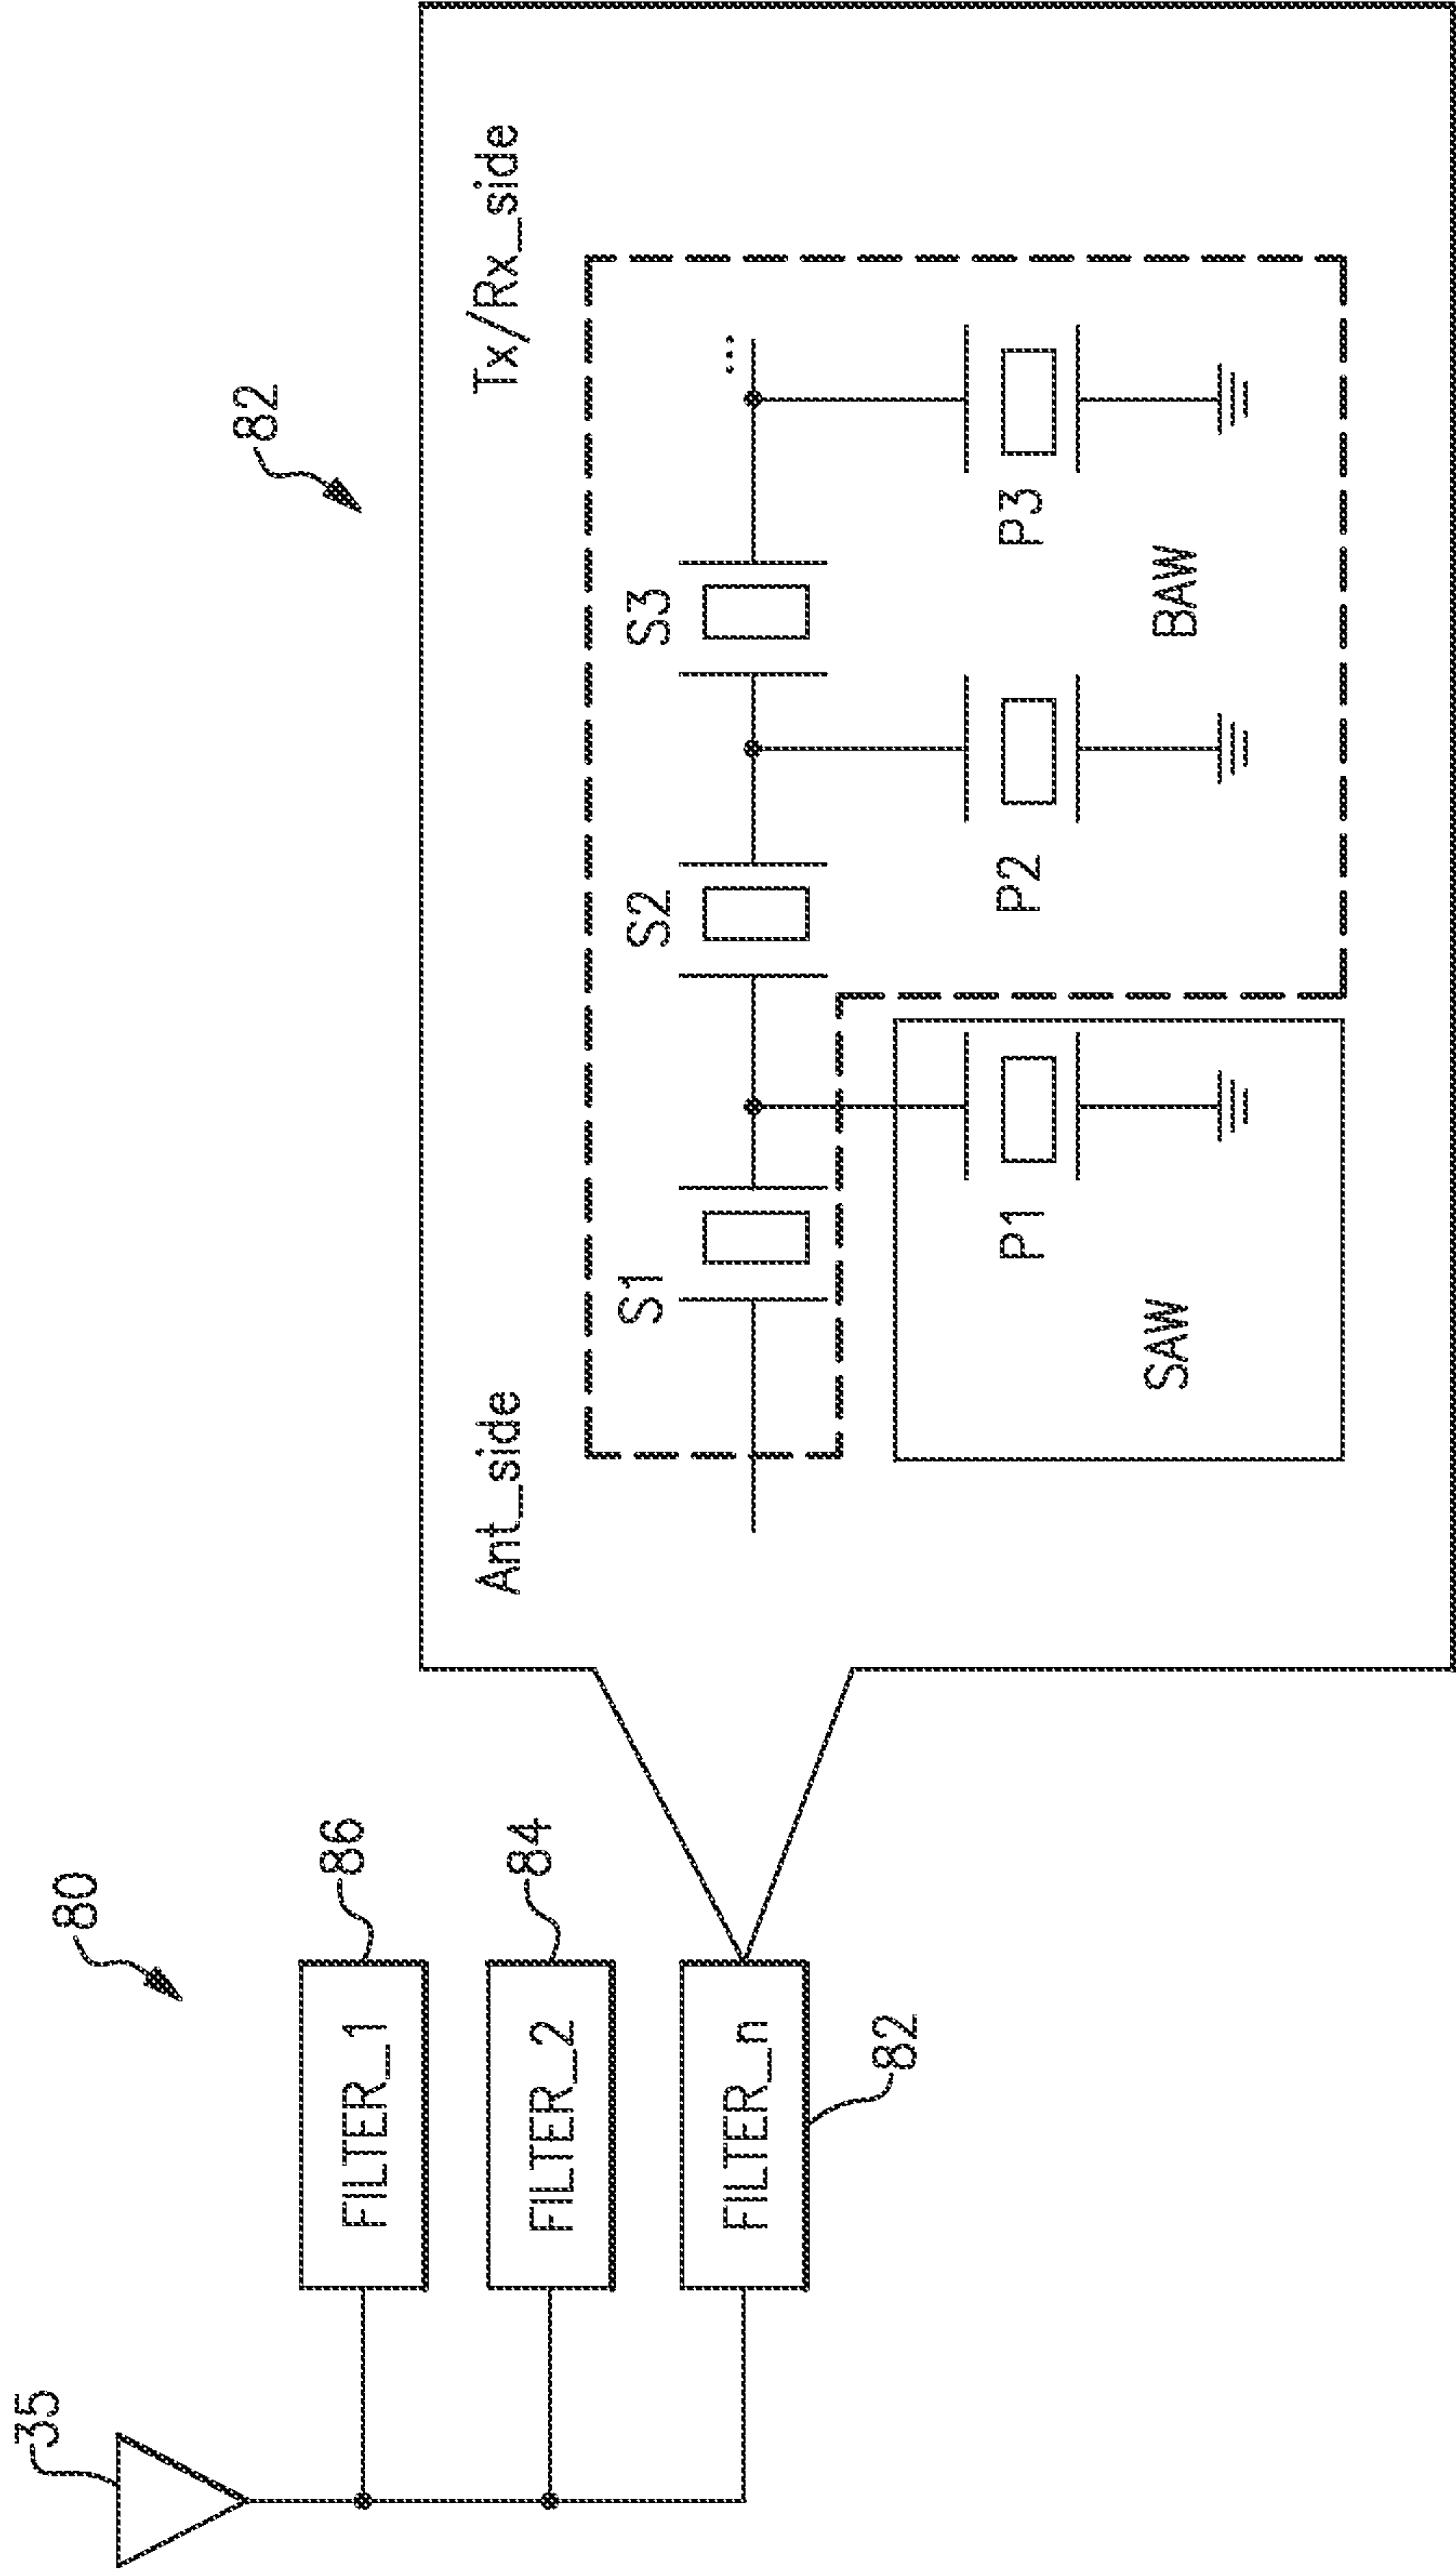 35
80
FILTER_1
86
FILTER_2
84
FILTER_n
82
82
Ant_side
Tx/Rx_side
S1
S2
S3
...
P1
P2
P3
SAW
BAW